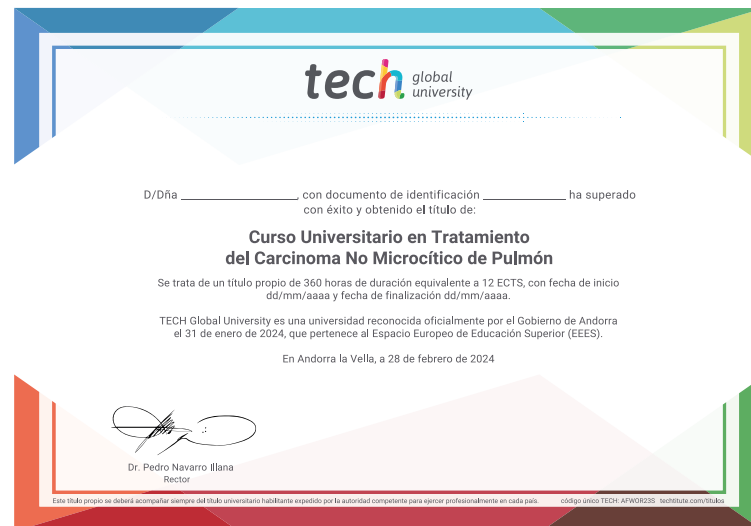 tech global university
D/Dña ____________________, con documento de identificación ______________ ha superado
con éxito y obtenido el título de:
Curso Universitario en Tratamiento
del Carcinoma No Microcítico de Pulmón
Se trata de un título propio de 360 horas de duración equivalente a 12 ECTS, con fecha de inicio
dd/mm/aaaa y fecha de finalización dd/mm/aaaa.
TECH Global University es una universidad reconocida oficialmente por el Gobierno de Andorra
el 31 de enero de 2024, que pertenece al Espacio Europeo de Educación Superior (EEES).
En Andorra la Vella, a 28 de febrero de 2024
Dr. Pedro Navarro Illana
Rector
Este título propio se deberá acompañar siempre del título universitario habilitante expedido por la autoridad competente para ejercer profesionalmente en cada país. código único TECH: AFWOR23S techtitute.com/titulos